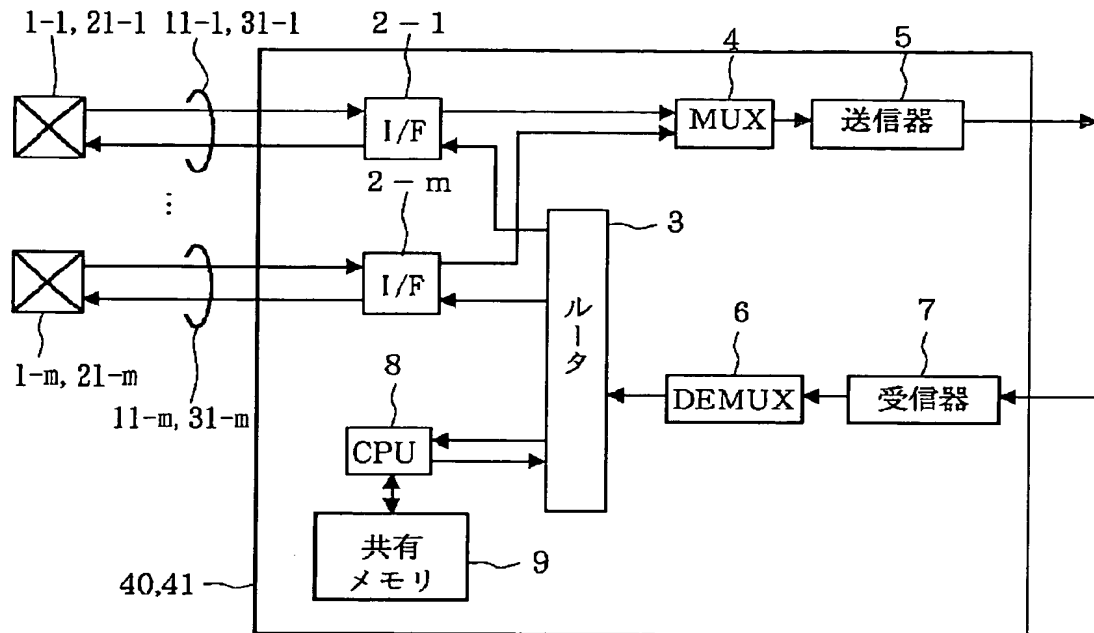 1-1, 21-1
11-1, 31-1
2-1
4
5
I/F
MUX
送信器
2-m
⋮
3
I/F
ルータ
6
7
1-m, 21-m
8
DEMUX
受信器
11-m, 31-m
CPU
共有
メモリ
9
40,41